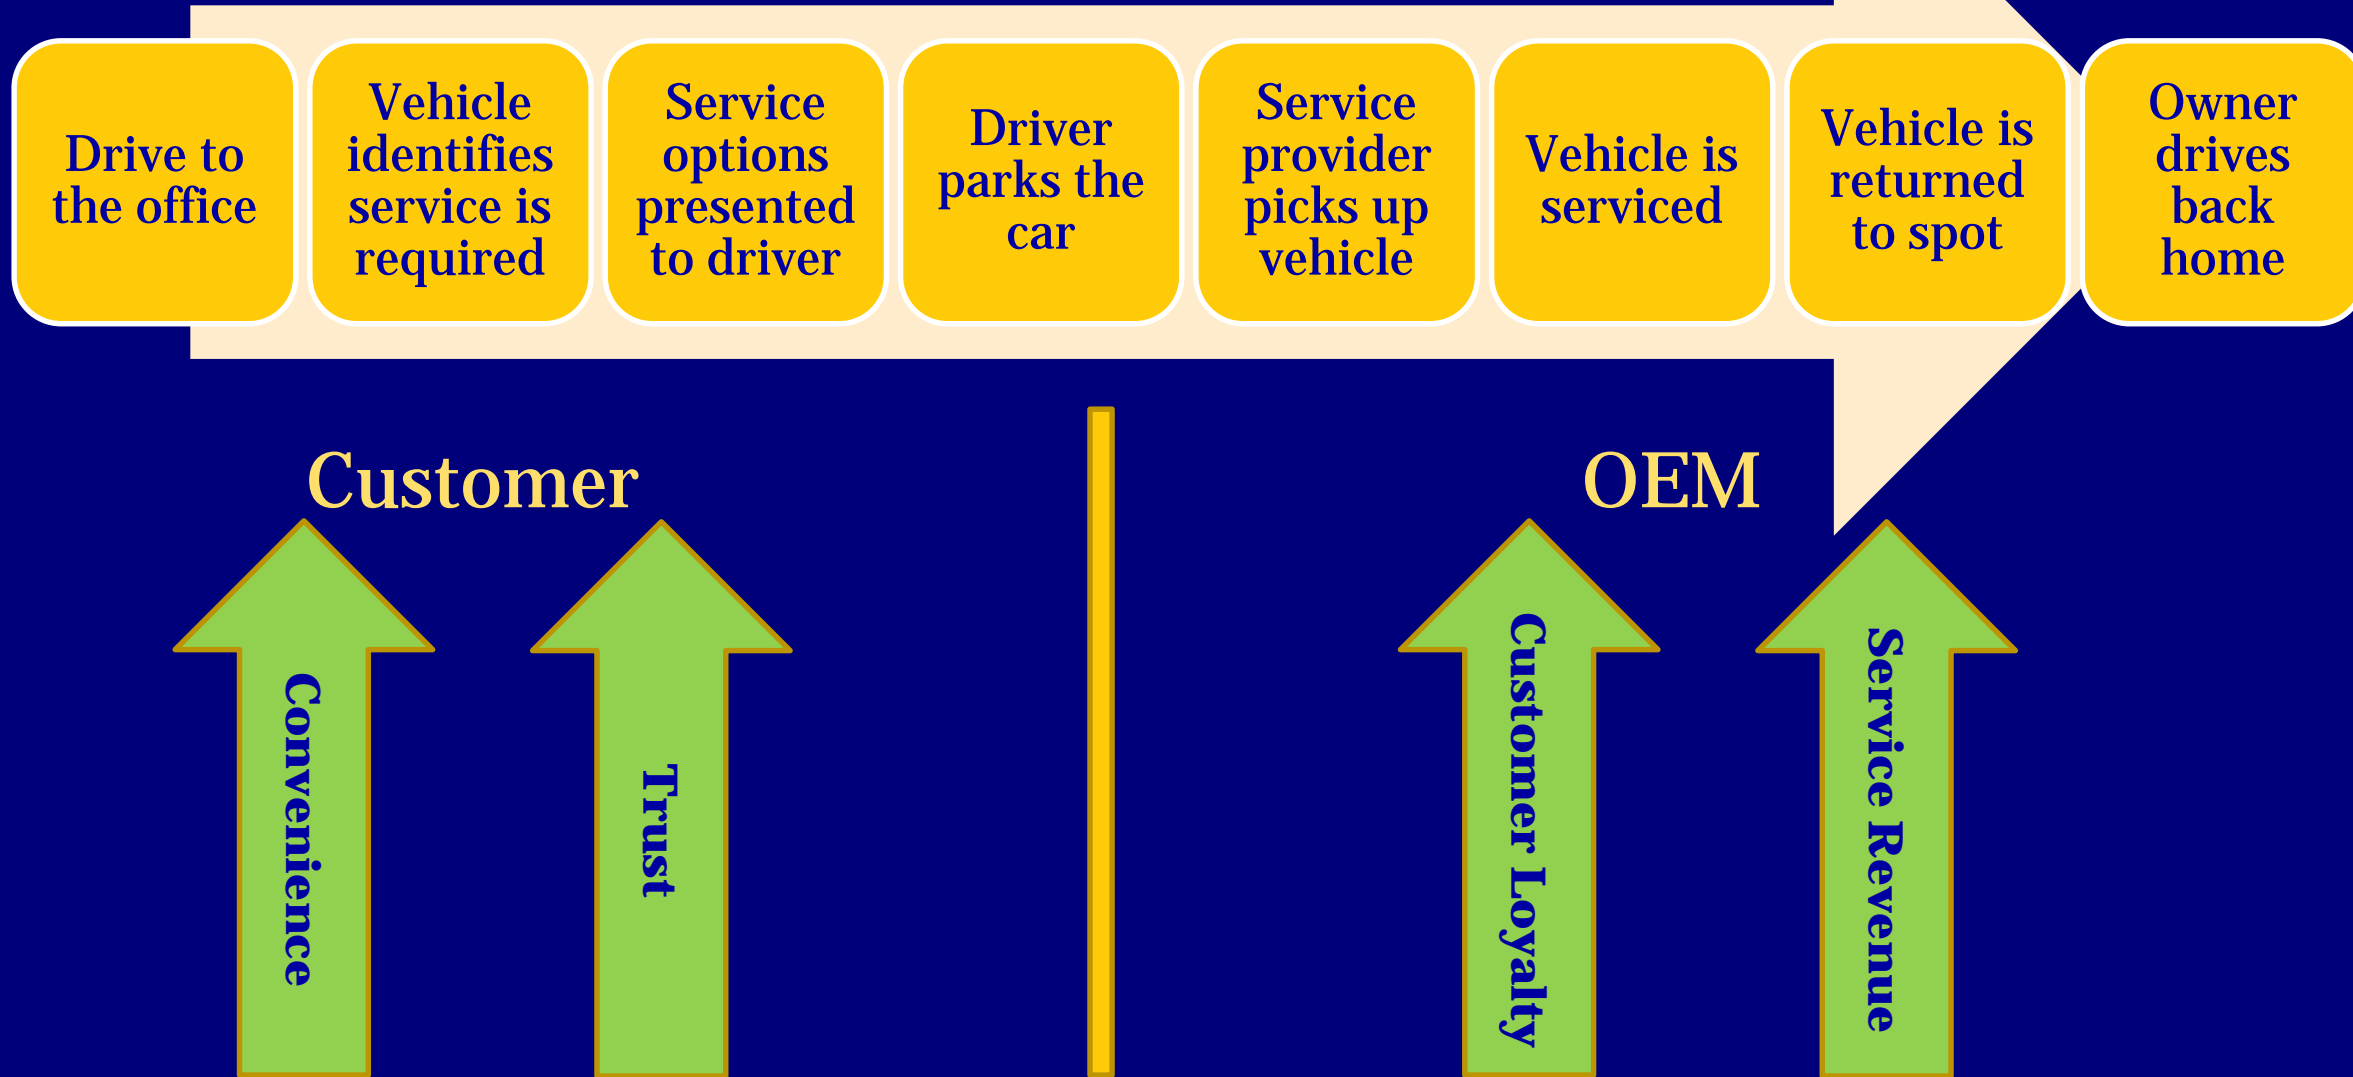 Drive to
the office
Vehicle
identifies
service is
required
Service
options
presented
to driver
Driver
parks the
car
Service
provider
picks up
vehicle
Vehicle is
serviced
Vehicle is
returned
to spot
Owner
drives
back
home
Customer
OEM
Convenience
Trust
Customer Loyalty
Service Revenue